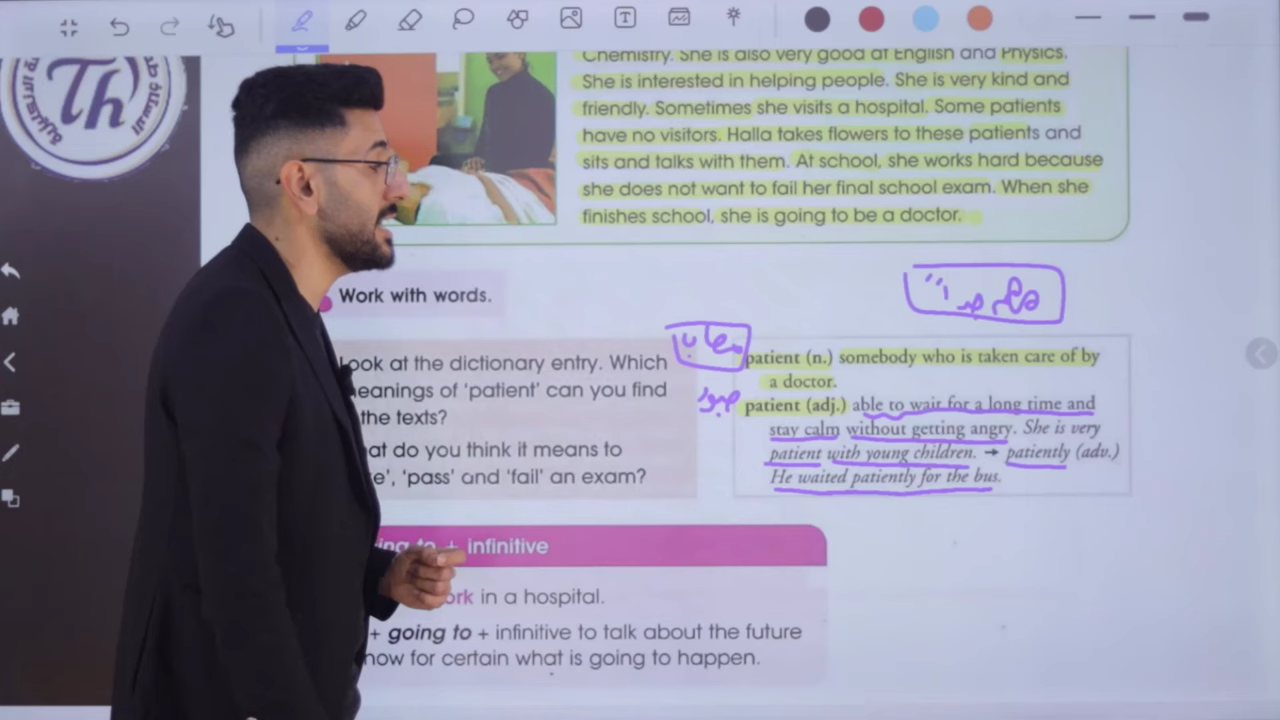 Th
Chemistry. She is also very good at English and Physics.
She is interested in helping people. She is very kind and
friendly. Sometimes she visits a hospital. Some patients
have no visitors. Halla takes flowers to these patients and
sits and talks with them. At school, she works hard because
she does not want to fail her final school exam. When she
finishes school, she is going to be a doctor.
Work with words.
ook at the dictionary entry. Which
eanings of ‘patient’ can you find
the texts?
at do you think it means to
e’, ‘pass’ and ‘fail’ an exam?
patient (n.) somebody who is taken care of by
a doctor.
صبور
patient (adj.) able to wait for a long time and
stay calm without getting angry. She is very
patient with young children. → patiently (adv.)
He waited patiently for the bus.
ing to + infinitive
ork in a hospital.
+ going to + infinitive to talk about the future
now for certain what is going to happen.